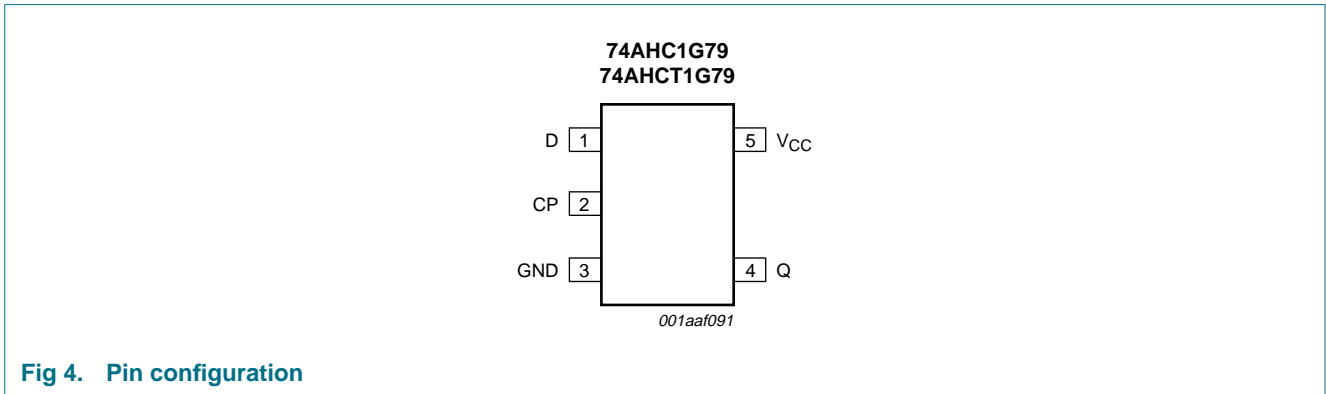 74AHC1G79
74AHCT1G79
D 1
5 VCC
CP 2
GND 3
4 Q
001aaf091
Fig 4. Pin configuration